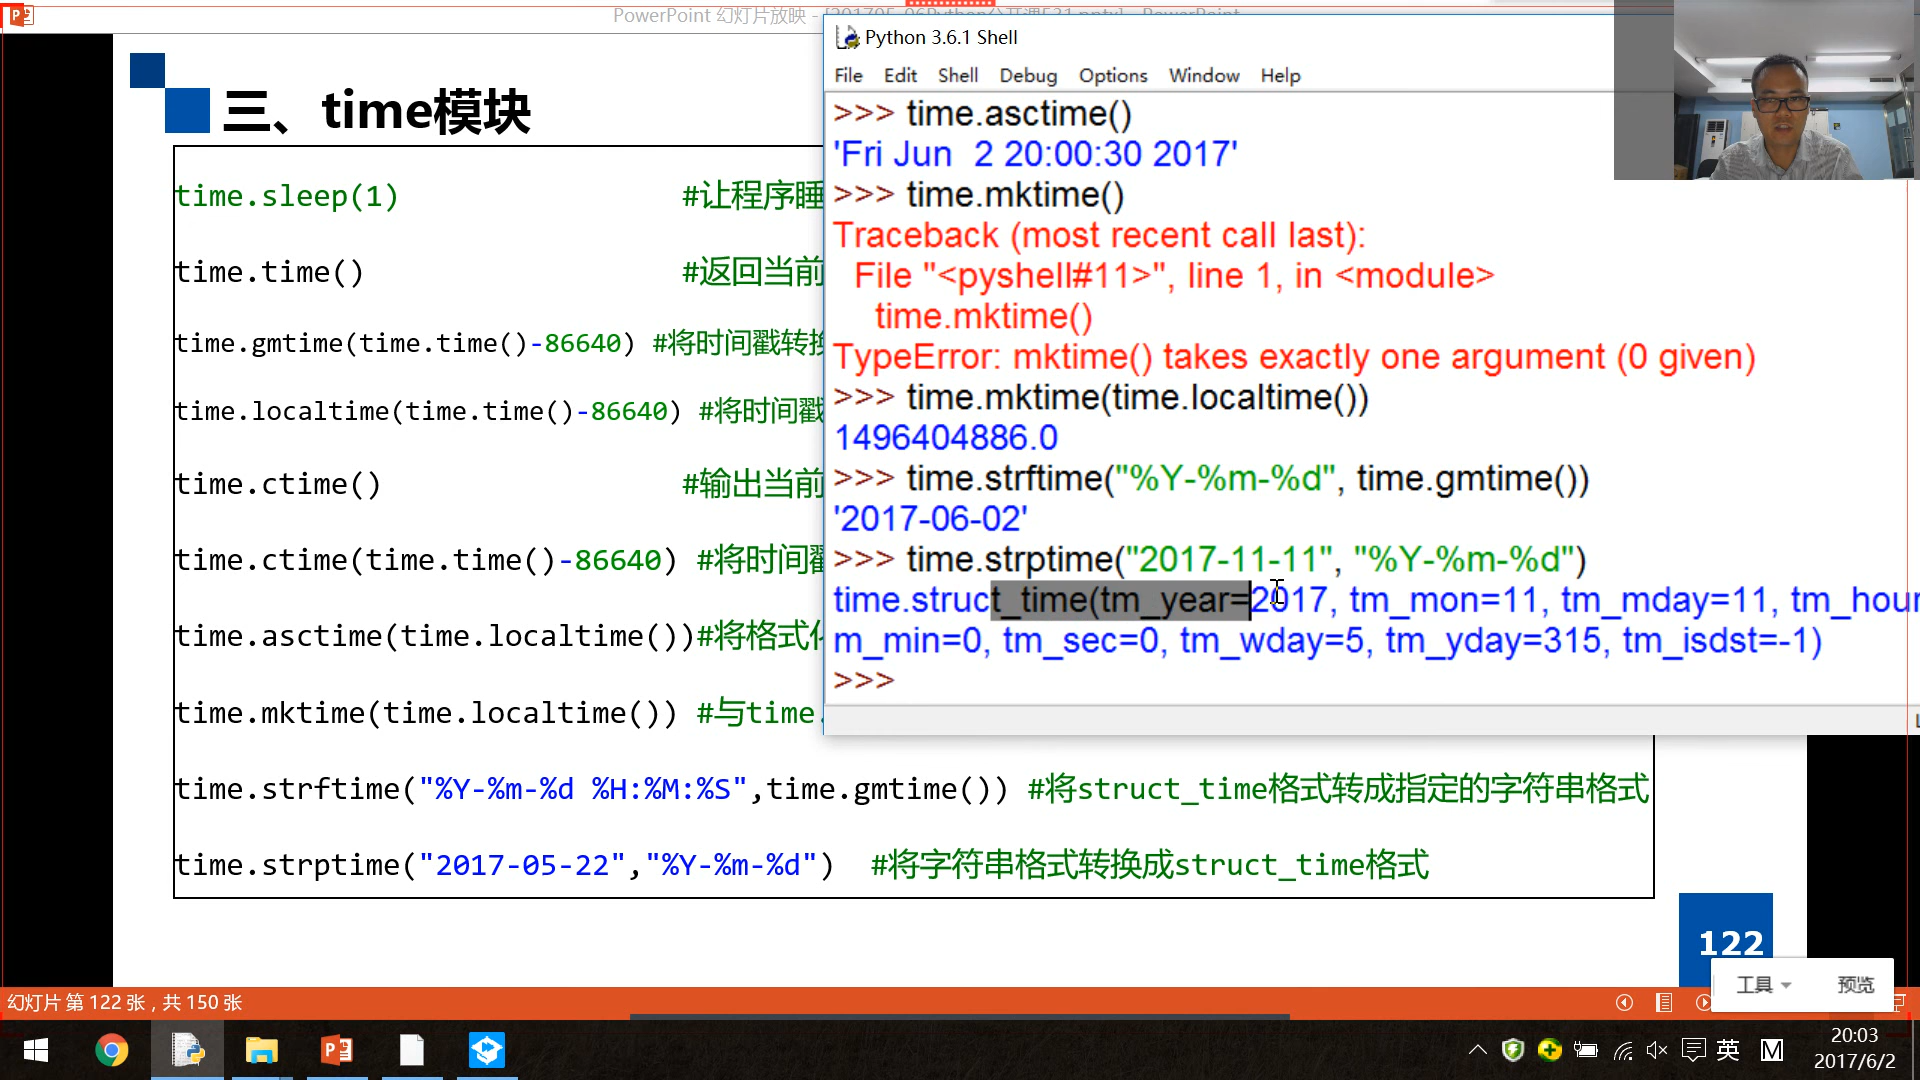 PowerPoint 幻灯片放映 -
三、time模块
time.sleep(1) #让程序睡
time.time() #返回当前
time.gmtime(time.time()-86640) #将时间戳转换
time.localtime(time.time()-86640) #将时间戳
time.ctime() #输出当前
time.ctime(time.time()-86640) #将时间戳
time.asctime(time.localtime())#将格式化
time.mktime(time.localtime()) #与time.
time.strftime("%Y-%m-%d %H:%M:%S",time.gmtime()) #将struct_time格式转成指定的字符串格式
time.strptime("2017-05-22","%Y-%m-%d") #将字符串格式转换成struct_time格式
122
Python 3.6.1 Shell
File Edit Shell Debug Options Window Help
>>> time.asctime()
'Fri Jun  2 20:00:30 2017'
>>> time.mktime()
Traceback (most recent call last):
  File "<pyshell#11>", line 1, in <module>
    time.mktime()
TypeError: mktime() takes exactly one argument (0 given)
>>> time.mktime(time.localtime())
1496404886.0
>>> time.strftime("%Y-%m-%d", time.gmtime())
'2017-06-02'
>>> time.strptime("2017-11-11", "%Y-%m-%d")
time.struct_time(tm_year=2017, tm_mon=11, tm_mday=11, tm_hour
m_min=0, tm_sec=0, tm_wday=5, tm_yday=315, tm_isdst=-1)
>>>
工具 预览
幻灯片 第 122 张 , 共 150 张
英
20:03
2017/6/2